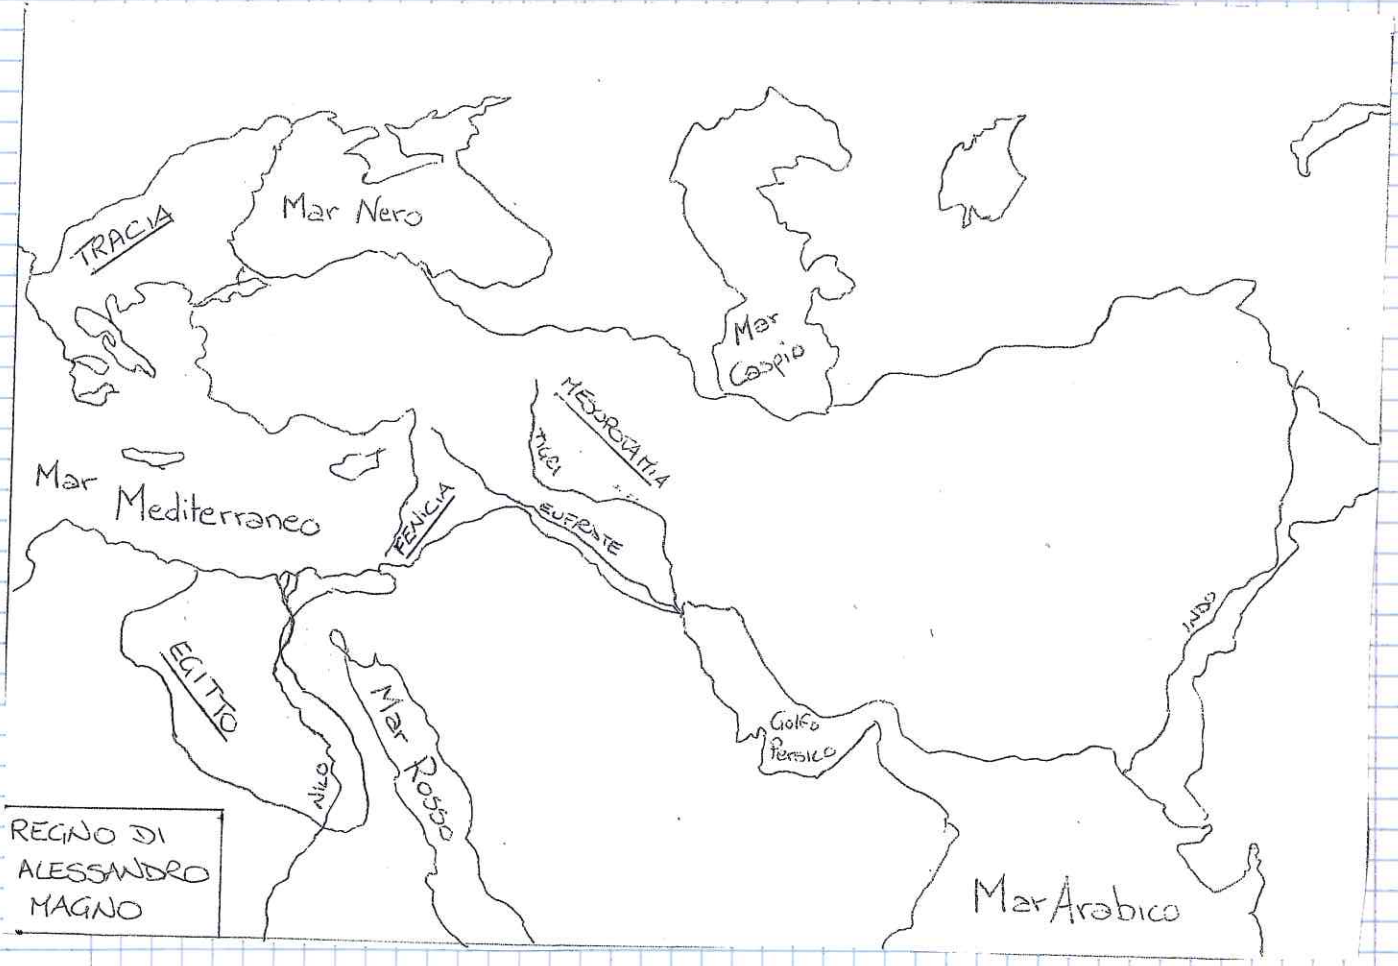 TRACIA
Mar Nero
Mar
Caspio
MESOPOTAMIA
TIGRI
EUFRATE
FENICIA
Mar
Mediterraneo
EGITTO
NILO
Mar Rosso
Golfo
Persico
INDO
Mar Arabico
REGNO DI
ALESSANDRO
MAGNO